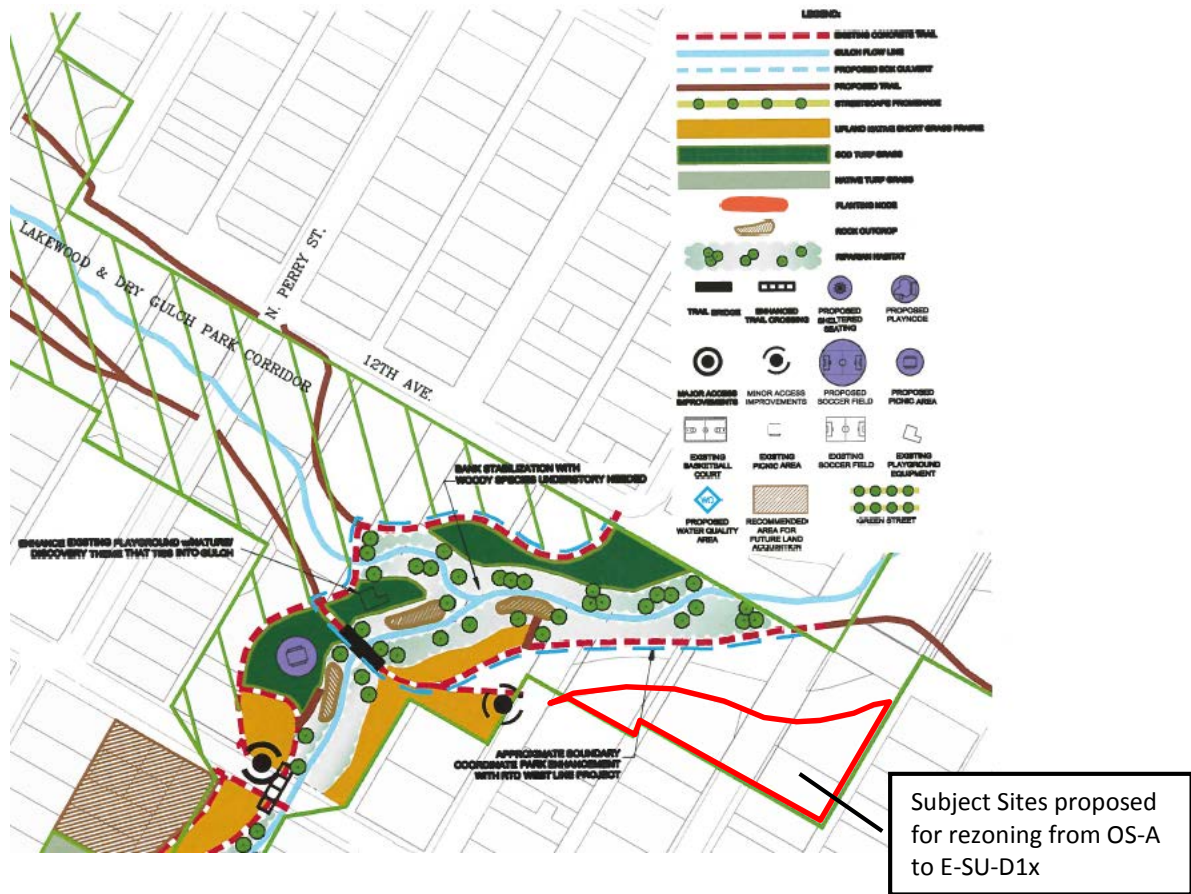 LEGEND:
EXISTING CONCRETE TRAIL
GULCH FLOW LINE
PROPOSED BOX CULVERT
PROPOSED TRAIL
STREETSCAPE PROMENADE
UPLAND NATIVE SHORT GRASS PRAIRIE
SOD TURF GRASS
NATIVE TURF GRASS
PLANTING NODE
ROCK OUTCROP
RIPARIAN HABITAT
TRAIL BRIDGE
ENHANCED
TRAIL CROSSING
PROPOSED
SHELTERED
SEATING
PROPOSED
PLAYNODE
MAJOR ACCESS
IMPROVEMENTS
MINOR ACCESS
IMPROVEMENTS
PROPOSED
SOCCER FIELD
PROPOSED
PICNIC AREA
EXISTING
BASKETBALL
COURT
EXISTING
PICNIC AREA
EXISTING
SOCCER FIELD
EXISTING
PLAYGROUND
EQUIPMENT
WQ
PROPOSED
WATER QUALITY
AREA
RECOMMENDED
AREA FOR
FUTURE LAND
ACQUISITION
GREEN STREET
LAKEWOOD & DRY GULCH PARK CORRIDOR
N. PERRY ST.
12TH AVE.
BANK STABILIZATION WITH
WOODY SPECIES UNDERSTORY NEEDED
ENHANCE EXISTING PLAYGROUND w/NATURE/
DISCOVERY THEME THAT TIES INTO GULCH
APPROXIMATE BOUNDARY
COORDINATE PARK ENHANCEMENT
WITH RTD WEST LINE PROJECT
Subject Sites proposed
for rezoning from OS-A
to E-SU-D1x